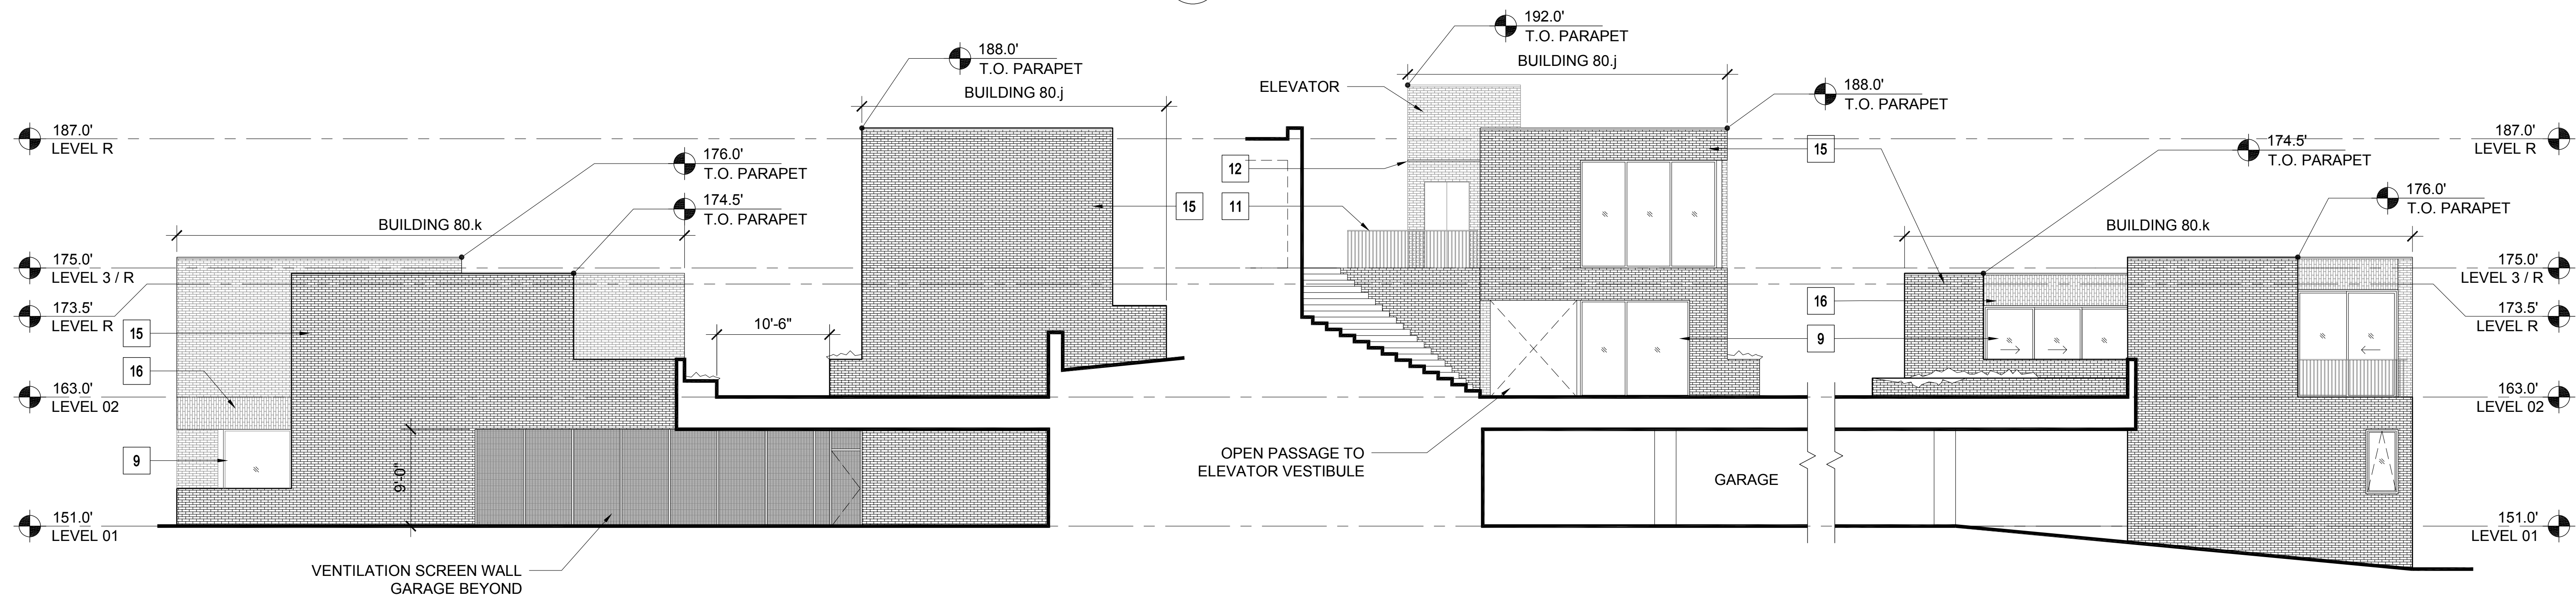 192.0'
T.O. PARAPET
188.0'
T.O. PARAPET
BUILDING 80.j
BUILDING 80.j
ELEVATOR
188.0'
T.O. PARAPET
187.0'
LEVEL R
187.0'
LEVEL R
176.0'
T.O. PARAPET
174.5'
T.O. PARAPET
15
12
174.5'
T.O. PARAPET
176.0'
T.O. PARAPET
15
11
BUILDING 80.k
BUILDING 80.k
175.0'
LEVEL 3 / R
175.0'
LEVEL 3 / R
173.5'
LEVEL R
173.5'
LEVEL R
15
10'-6"
16
9
16
163.0'
LEVEL 02
163.0'
LEVEL 02
9
9'-0"
OPEN PASSAGE TO
ELEVATOR VESTIBULE
GARAGE
151.0'
LEVEL 01
151.0'
LEVEL 01
VENTILATION SCREEN WALL
GARAGE BEYOND